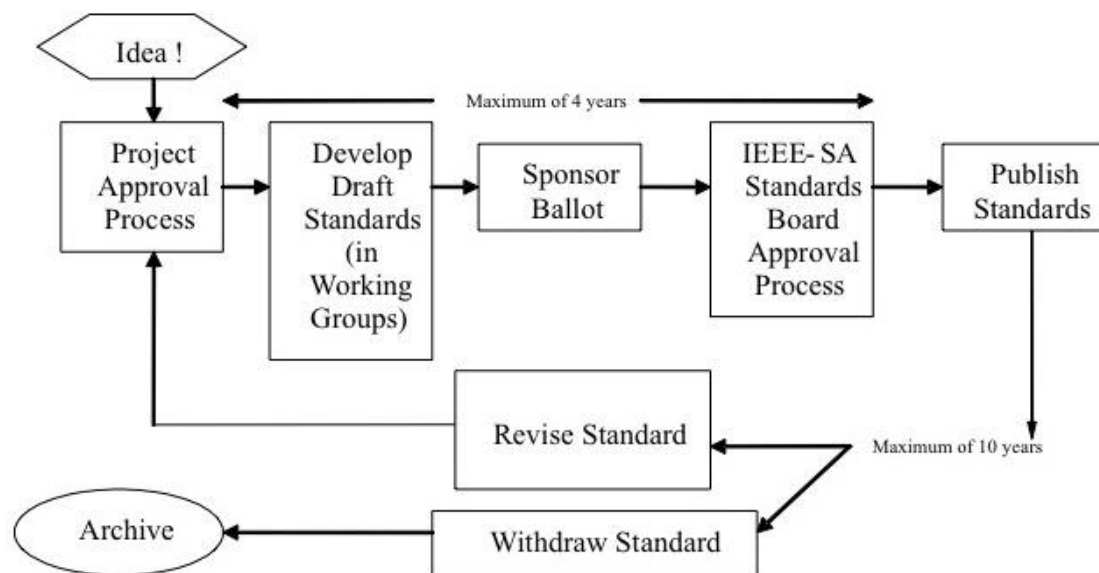 Idea !
Maximum of 4 years
Project
Approval
Process
Develop
Draft
Standards
(in
Working
Groups)
Sponsor
Ballot
IEEE- SA
Standards
Board
Approval
Process
Publish
Standards
Revise Standard
Maximum of 10 years
Archive
Withdraw Standard